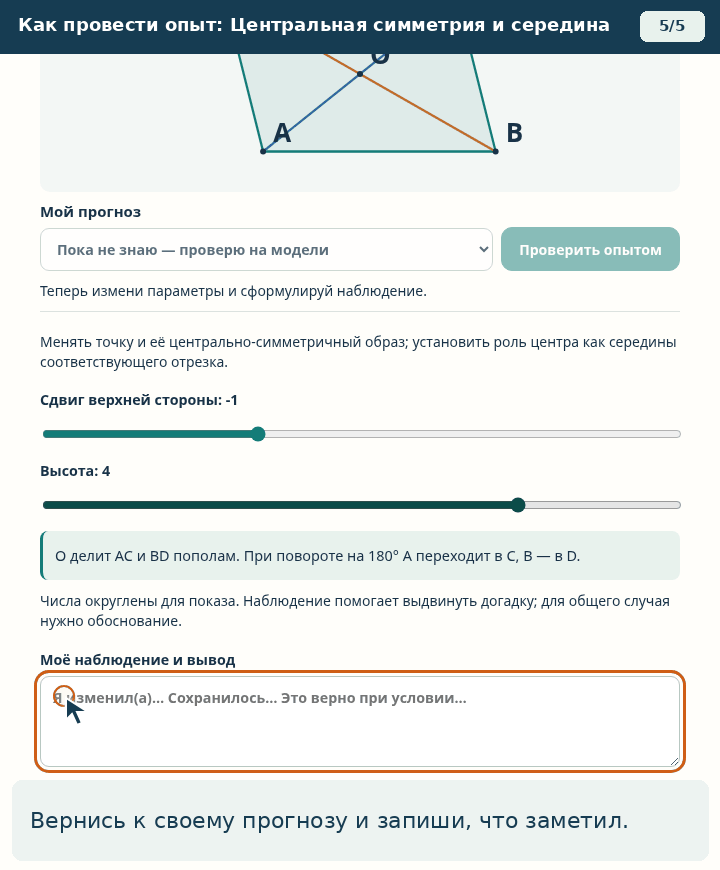 Как провести опыт: Центральная симметрия и середина
5/5
O
A
B
Мой прогноз
Пока не знаю — проверю на модели
Проверить опытом
Теперь измени параметры и сформулируй наблюдение.
Менять точку и её центрально-симметричный образ; установить роль центра как середины
соответствующего отрезка.
Сдвиг верхней стороны: -1
Высота: 4
O делит AC и BD пополам. При повороте на 180° A переходит в C, B — в D.
Числа округлены для показа. Наблюдение помогает выдвинуть догадку; для общего случая
нужно обоснование.
Моё наблюдение и вывод
Я изменил(а)... Сохранилось... Это верно при условии...
Вернись к своему прогнозу и запиши, что заметил.